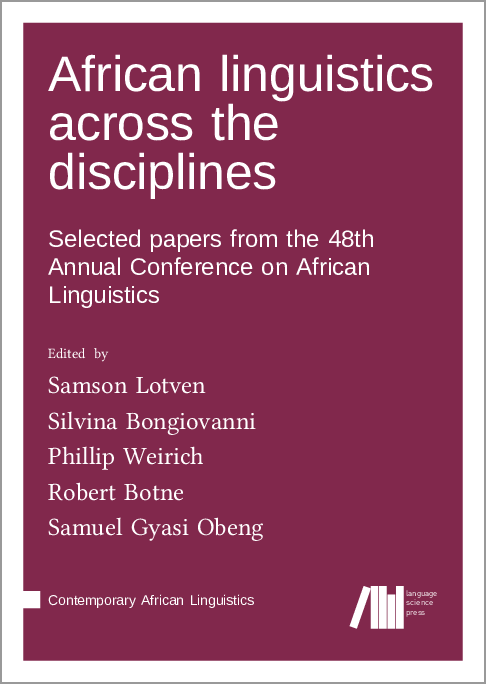 African linguistics
across the
disciplines
Selected papers from the 48th
Annual Conference on African
Linguistics
Edited by
Samson Lotven
Silvina Bongiovanni
Phillip Weirich
Robert Botne
Samuel Gyasi Obeng
Contemporary African Linguistics
language
science
press